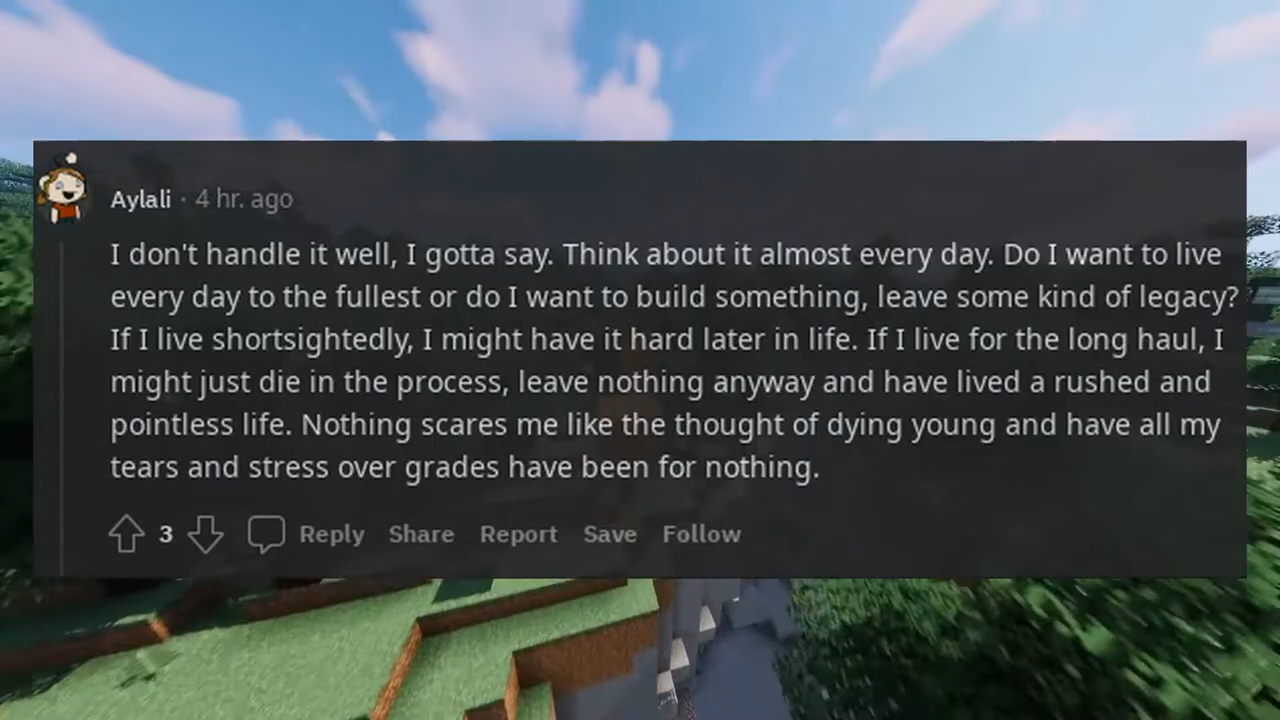 Aylali · 4 hr. ago
I don't handle it well, I gotta say. Think about it almost every day. Do I want to live
every day to the fullest or do I want to build something, leave some kind of legacy?
If I live shortsightedly, I might have it hard later in life. If I live for the long haul, I
might just die in the process, leave nothing anyway and have lived a rushed and
pointless life. Nothing scares me like the thought of dying young and have all my
tears and stress over grades have been for nothing.
3 Reply Share Report Save Follow